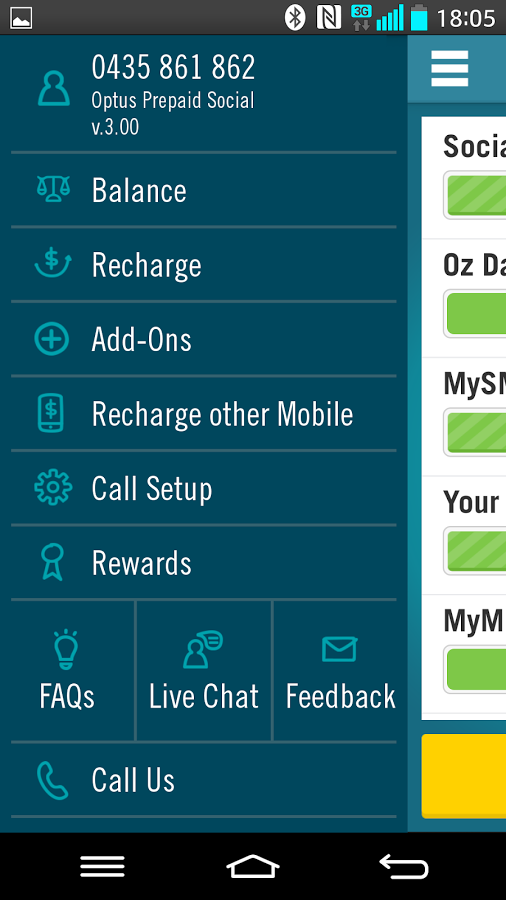 3G 18:05
0435 861 862
Optus Prepaid Social
v.3.00
Balance
Recharge
Add-Ons
Recharge other Mobile
Call Setup
Rewards
FAQs Live Chat Feedback
Call Us
Socia
Oz Da
MySM
Your
MyM